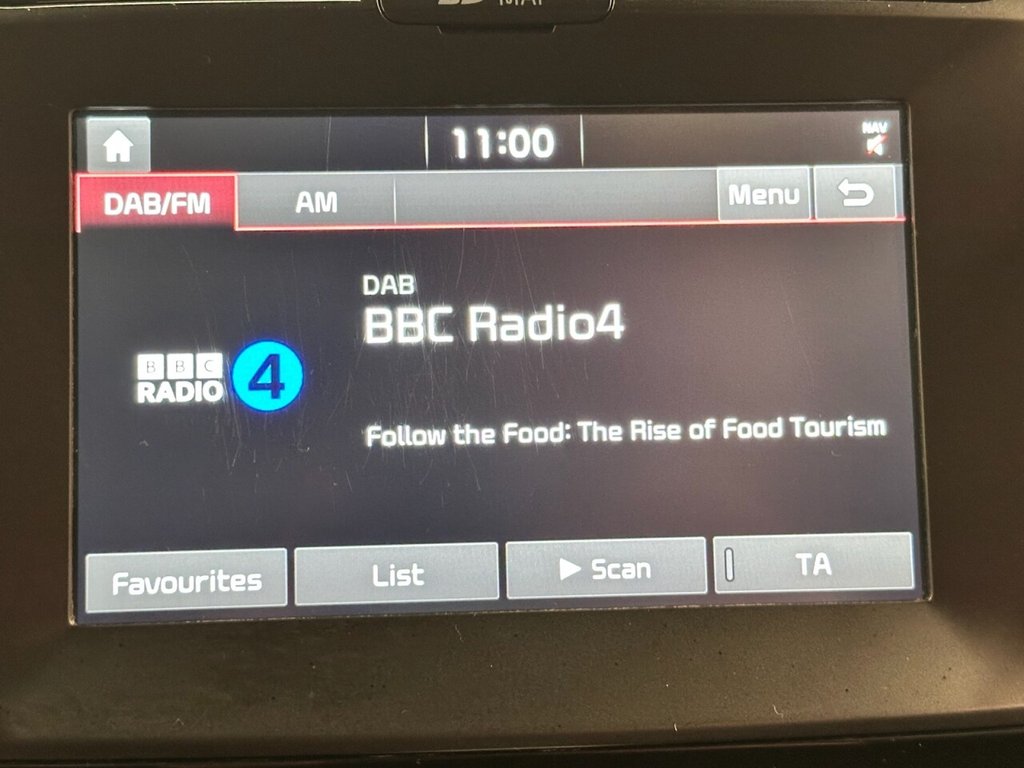 MAP
11:00
NAV
DAB/FM AM Menu
DAB
BBC Radio4
BBC
RADIO 4
Follow the Food: The Rise of Food Tourism
Favourites List Scan TA